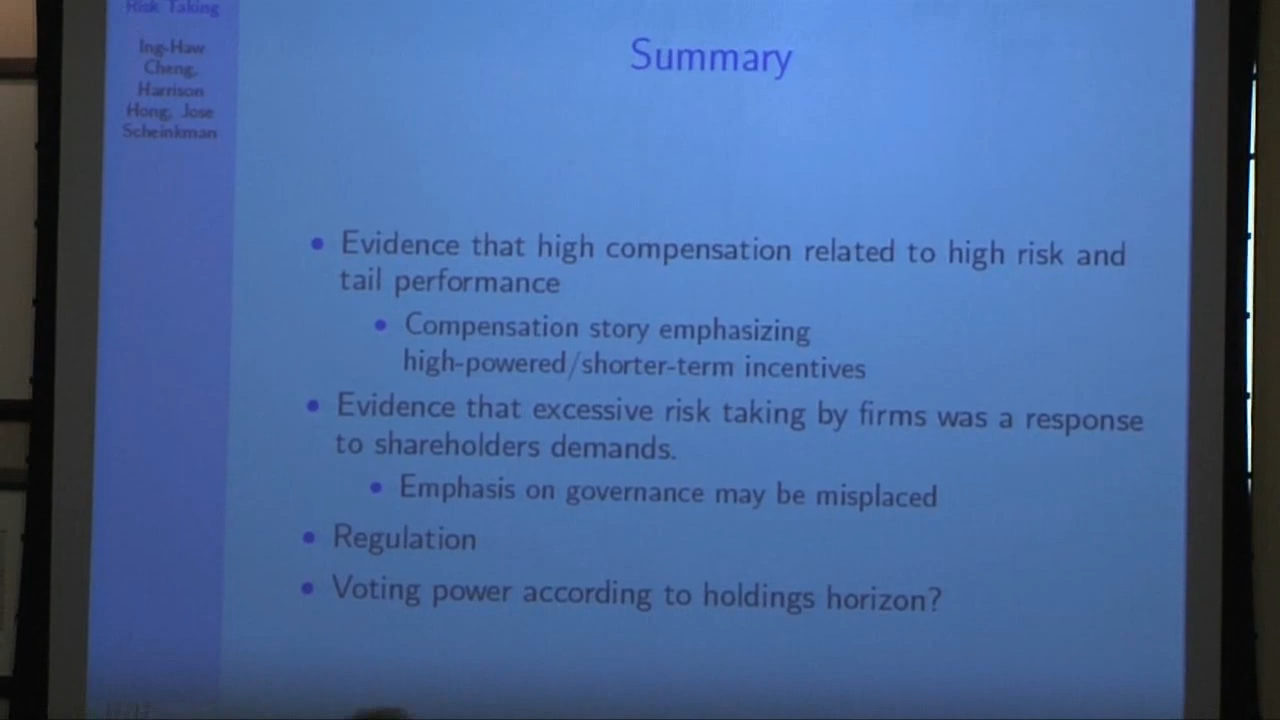 Risk Taking
Ing-Haw
Cheng,
Harrison
Hong, Jose
Scheinkman
Summary
• Evidence that high compensation related to high risk and
tail performance
• Compensation story emphasizing
high-powered/shorter-term incentives
• Evidence that excessive risk taking by firms was a response
to shareholders demands.
• Emphasis on governance may be misplaced
• Regulation
• Voting power according to holdings horizon?